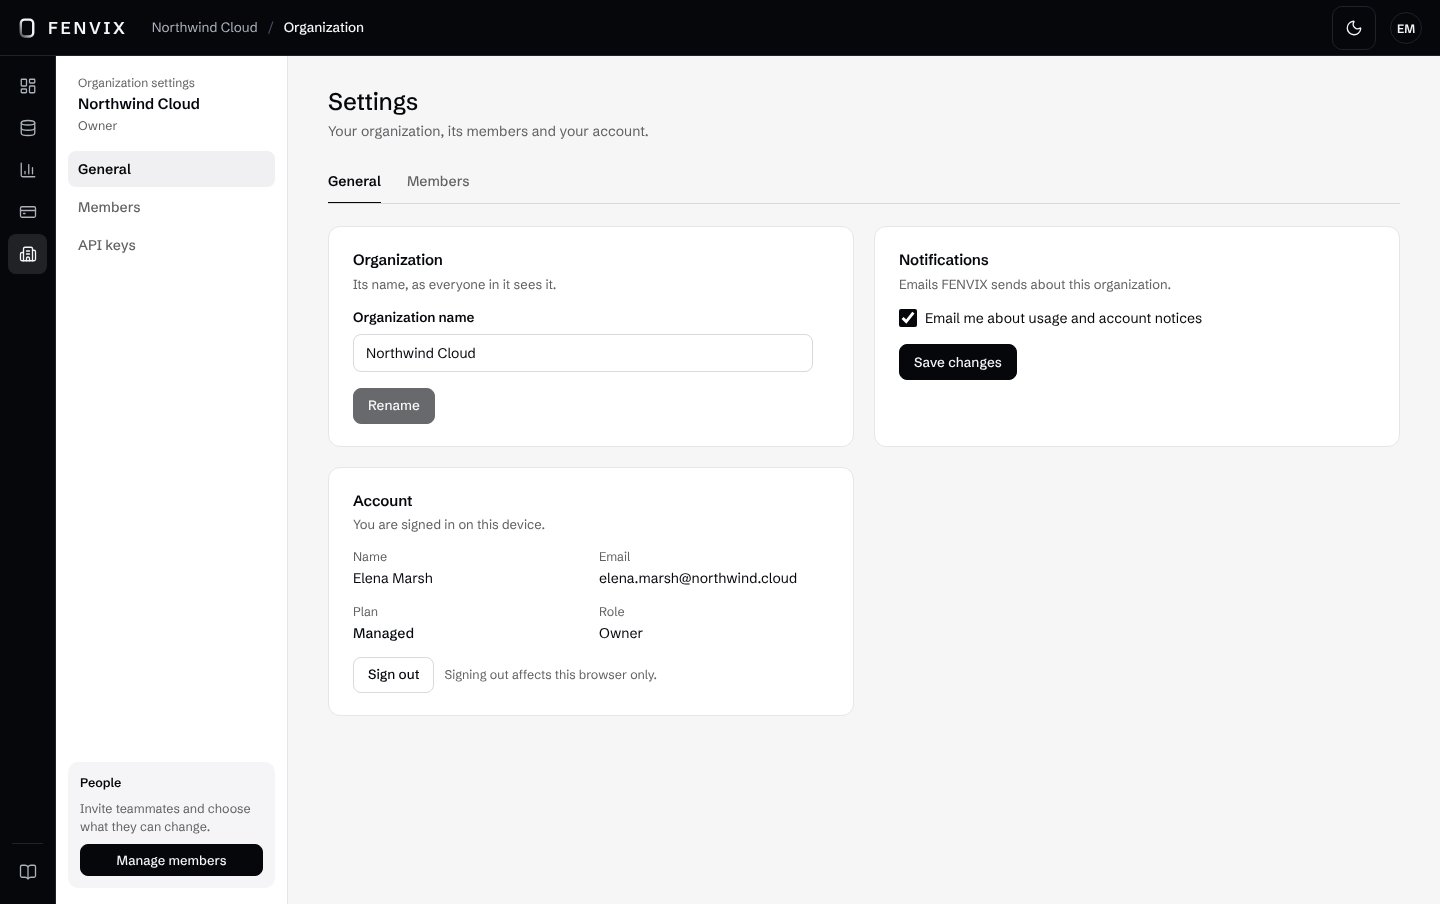 FENVIX
Northwind Cloud / Organization
EM
Organization settings
Northwind Cloud
Owner
General
Members
API keys
People
Invite teammates and choose
what they can change.
Manage members
Settings
Your organization, its members and your account.
General
Members
Organization
Its name, as everyone in it sees it.
Organization name
Northwind Cloud
Rename
Notifications
Emails FENVIX sends about this organization.
Email me about usage and account notices
Save changes
Account
You are signed in on this device.
Name
Elena Marsh
Email
elena.marsh@northwind.cloud
Plan
Managed
Role
Owner
Sign out
Signing out affects this browser only.